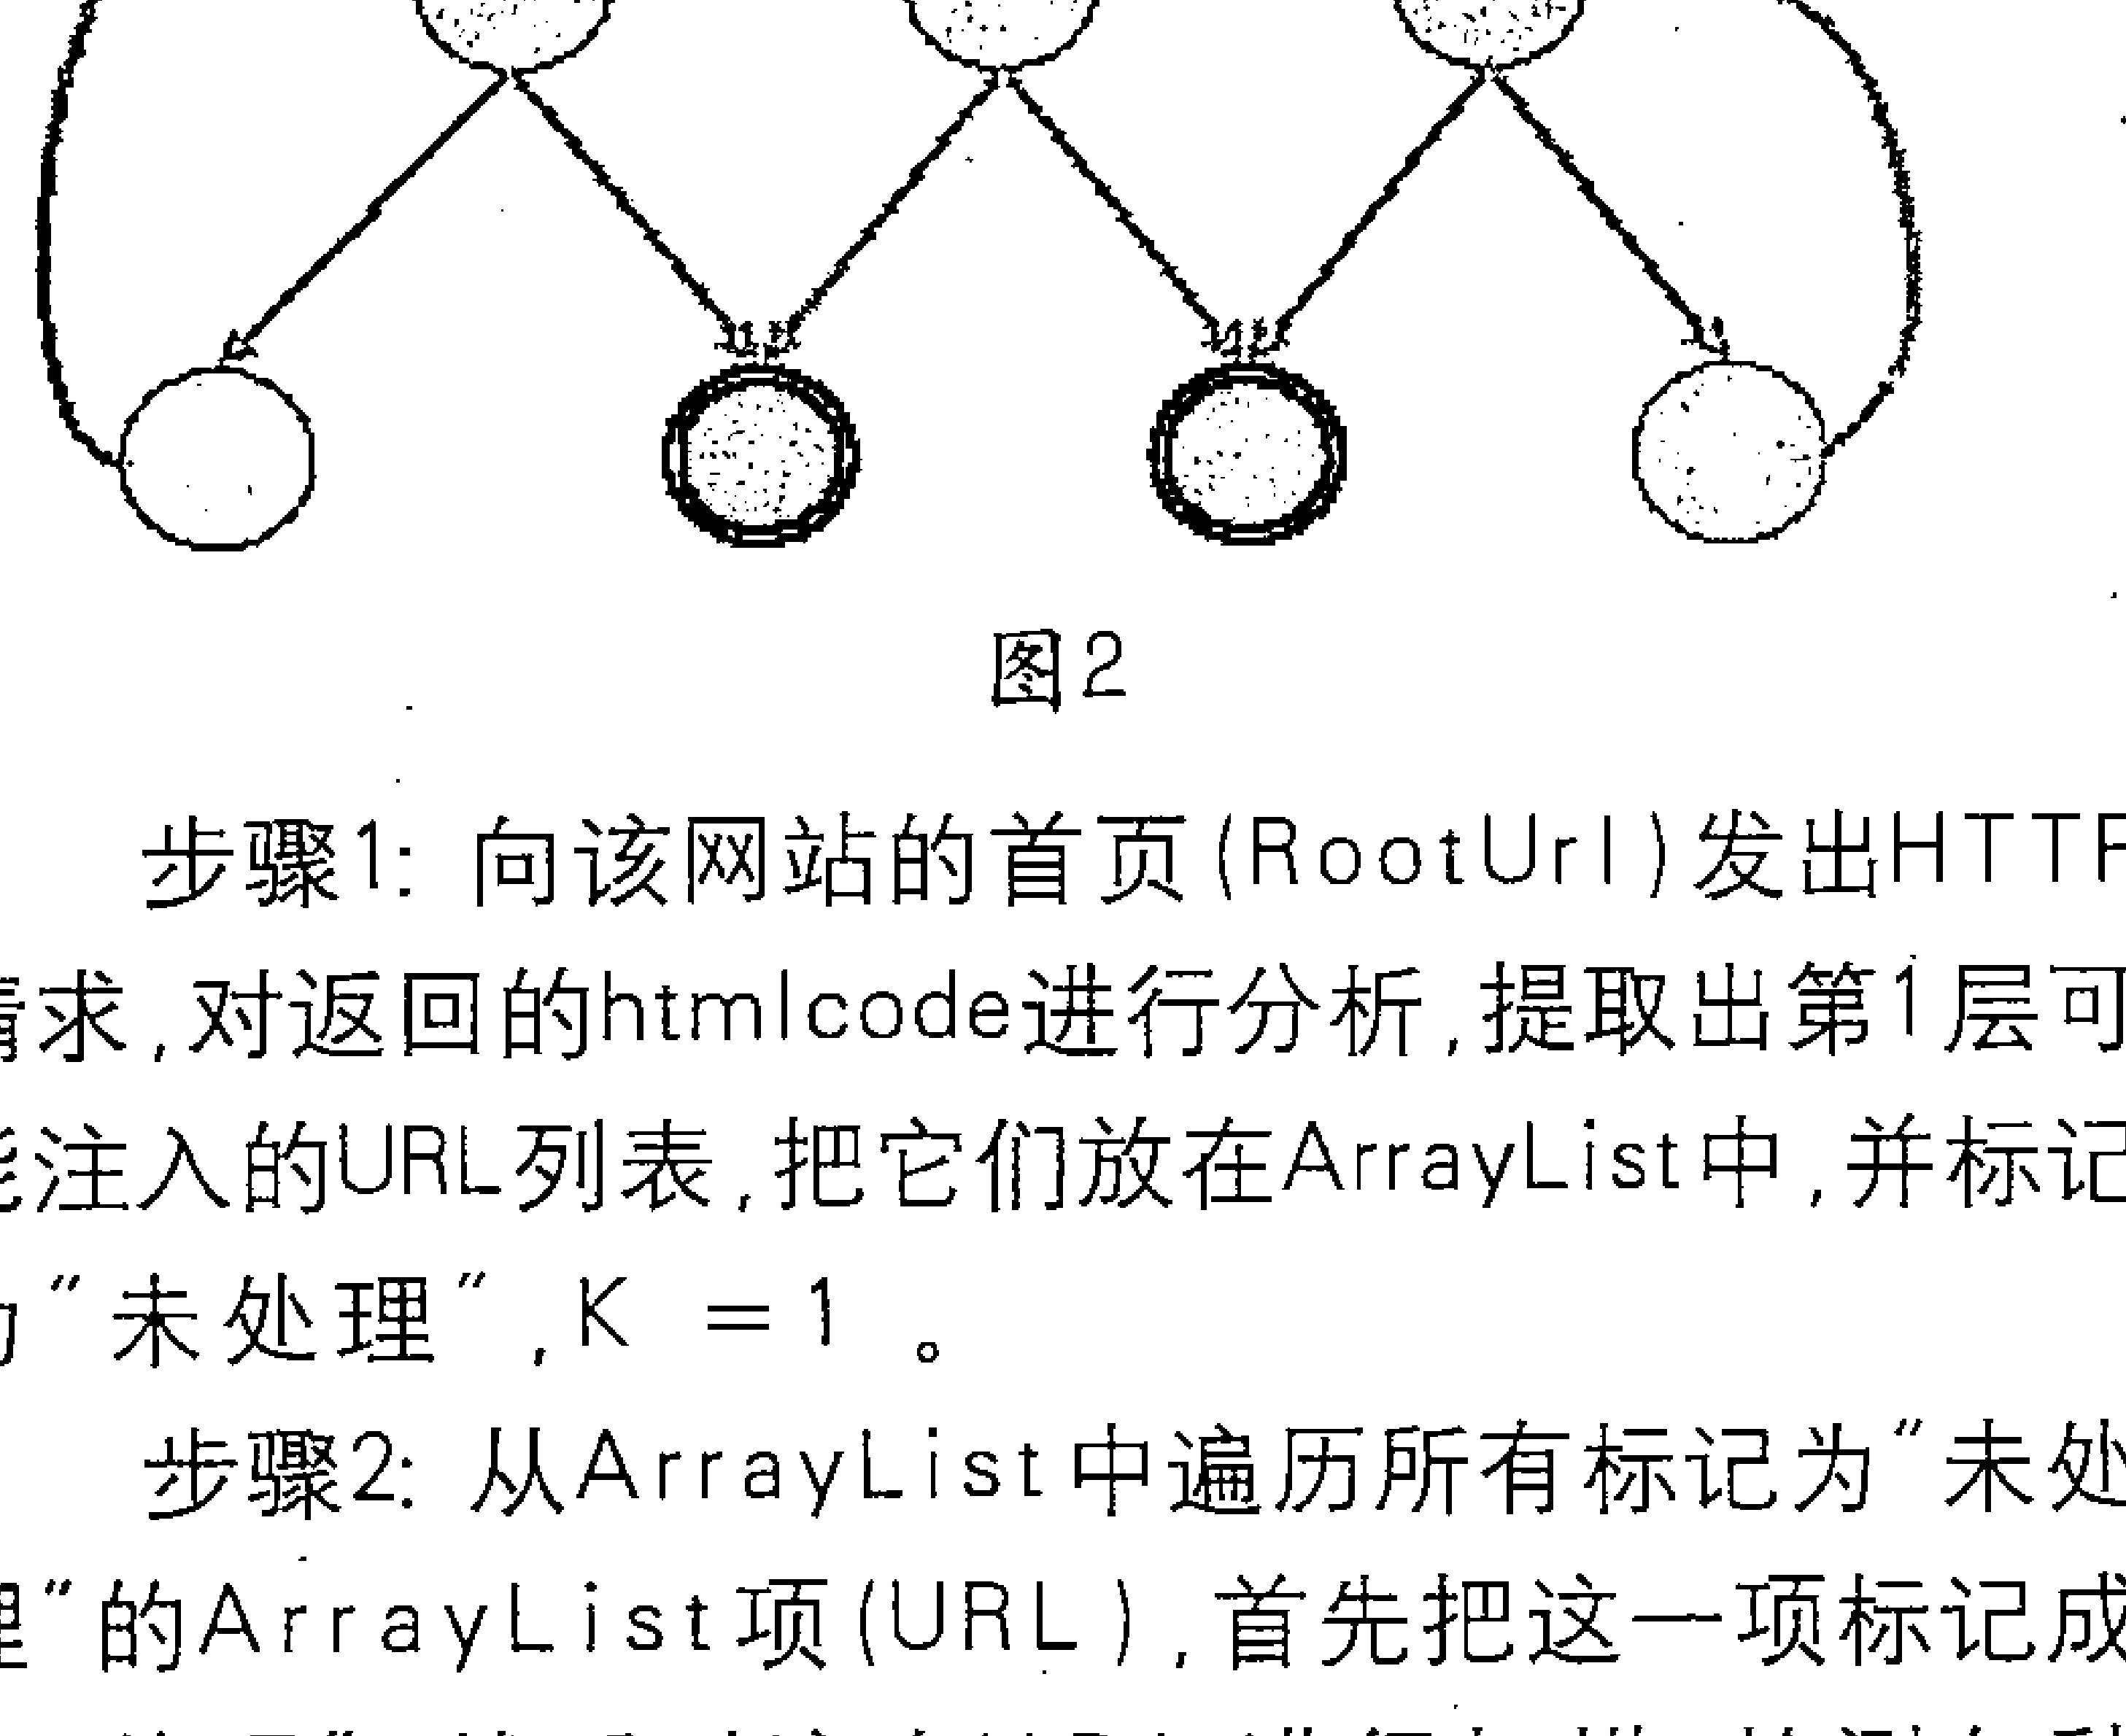 图2
步骤1: 向该网站的首页(RootUrl)发出HTTP
请求,对返回的htmlcode进行分析,提取出第1层可
能注入的URL列表,把它们放在ArrayList中,并标记
为“未处理”,K =1 。
步骤2: 从ArrayList中遍历所有标记为“未处
理”的ArrayList项(URL),首先把这一项标记成